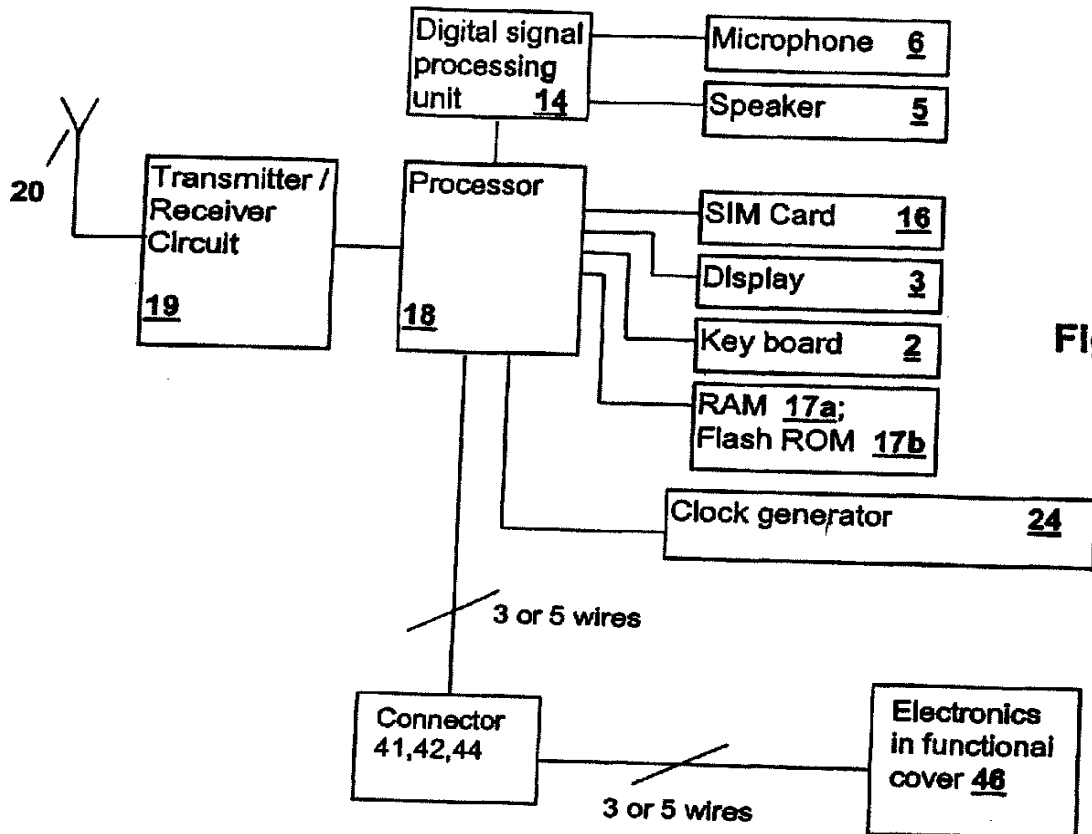 Digital signal
processing
unit 14
Microphone 6
Speaker 5
20
Transmitter /
Receiver
Circuit
19
Processor
18
SIM Card 16
Display 3
Key board 2
RAM 17a;
Flash ROM 17b
Clock generator 24
3 or 5 wires
Connector
41,42,44
3 or 5 wires
Electronics
in functional
cover 46